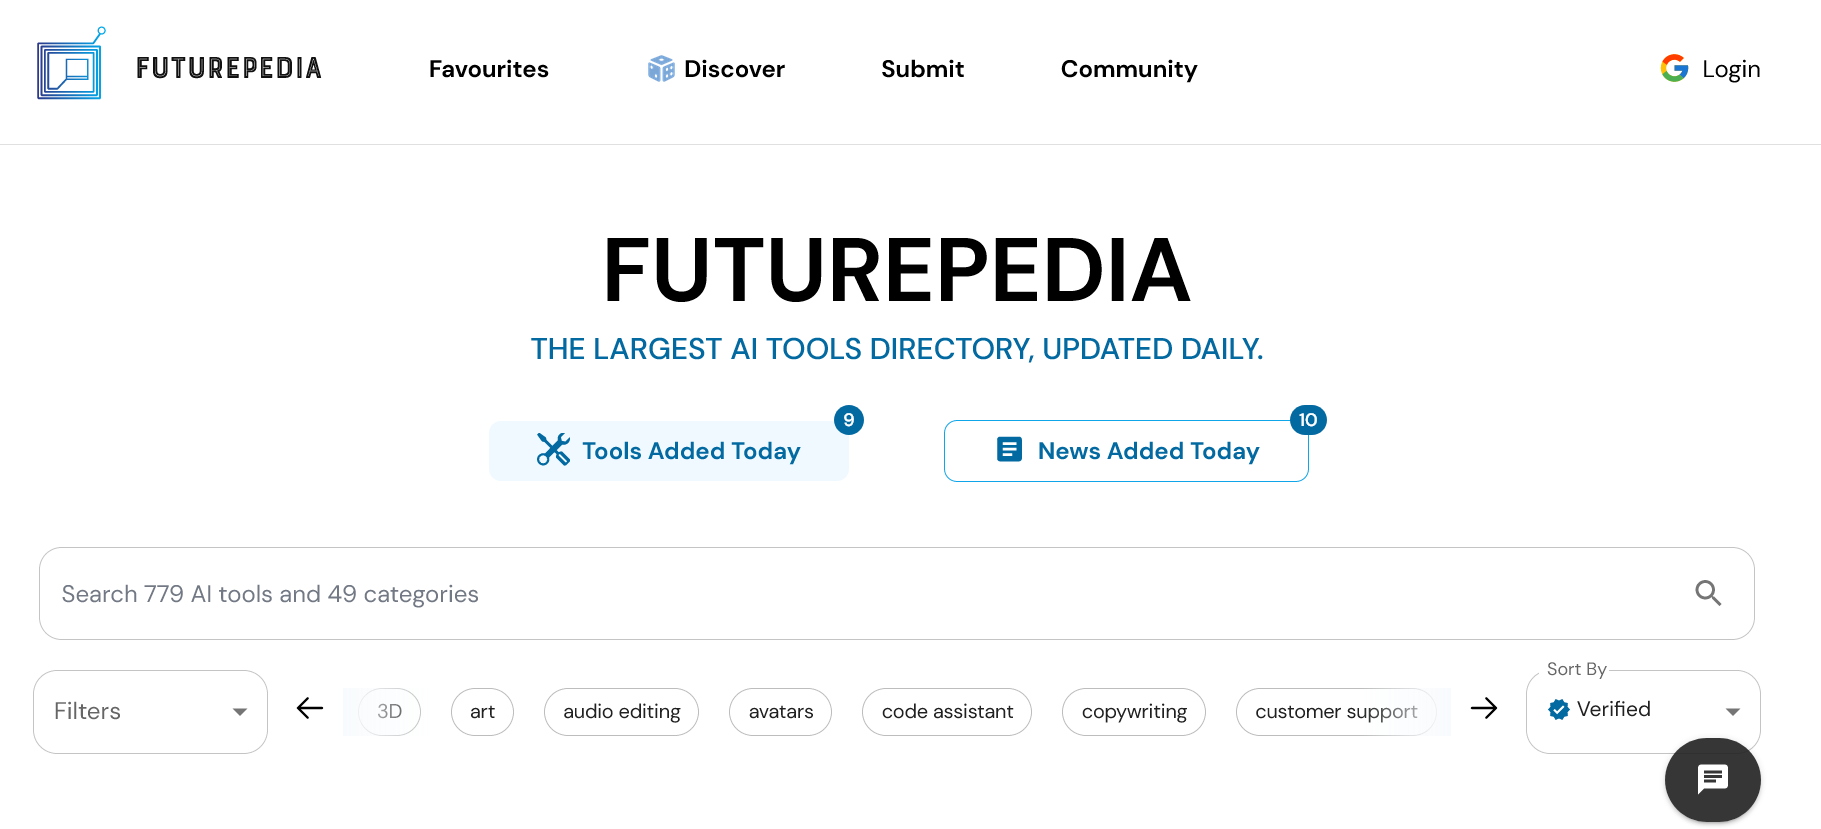 FUTUREPEDIA Favourites Discover Submit Community Login
FUTUREPEDIA
THE LARGEST AI TOOLS DIRECTORY, UPDATED DAILY.
Tools Added Today 9 News Added Today 10
Search 779 AI tools and 49 categories
Sort By
Filters 3D art audio editing avatars code assistant copywriting customer support Verified